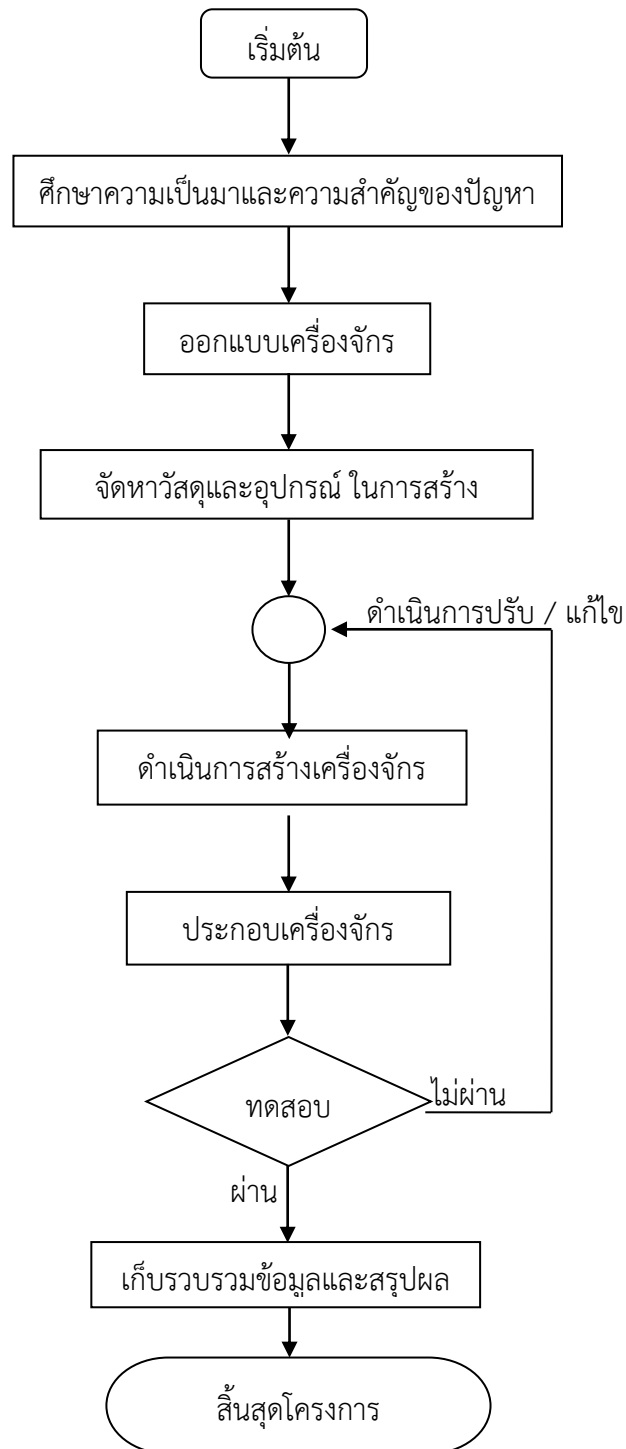 เริ่มต้น
ศึกษาความเป็นมาและความสำคัญของปัญหา
ออกแบบเครื่องจักร
จัดหาวัสดุและอุปกรณ์ ในการสร้าง
ดำเนินการปรับ / แก้ไข
ดำเนินการสร้างเครื่องจักร
ประกอบเครื่องจักร
ทดสอบ
ไม่ผ่าน
ผ่าน
เก็บรวบรวมข้อมูลและสรุปผล
สิ้นสุดโครงการ